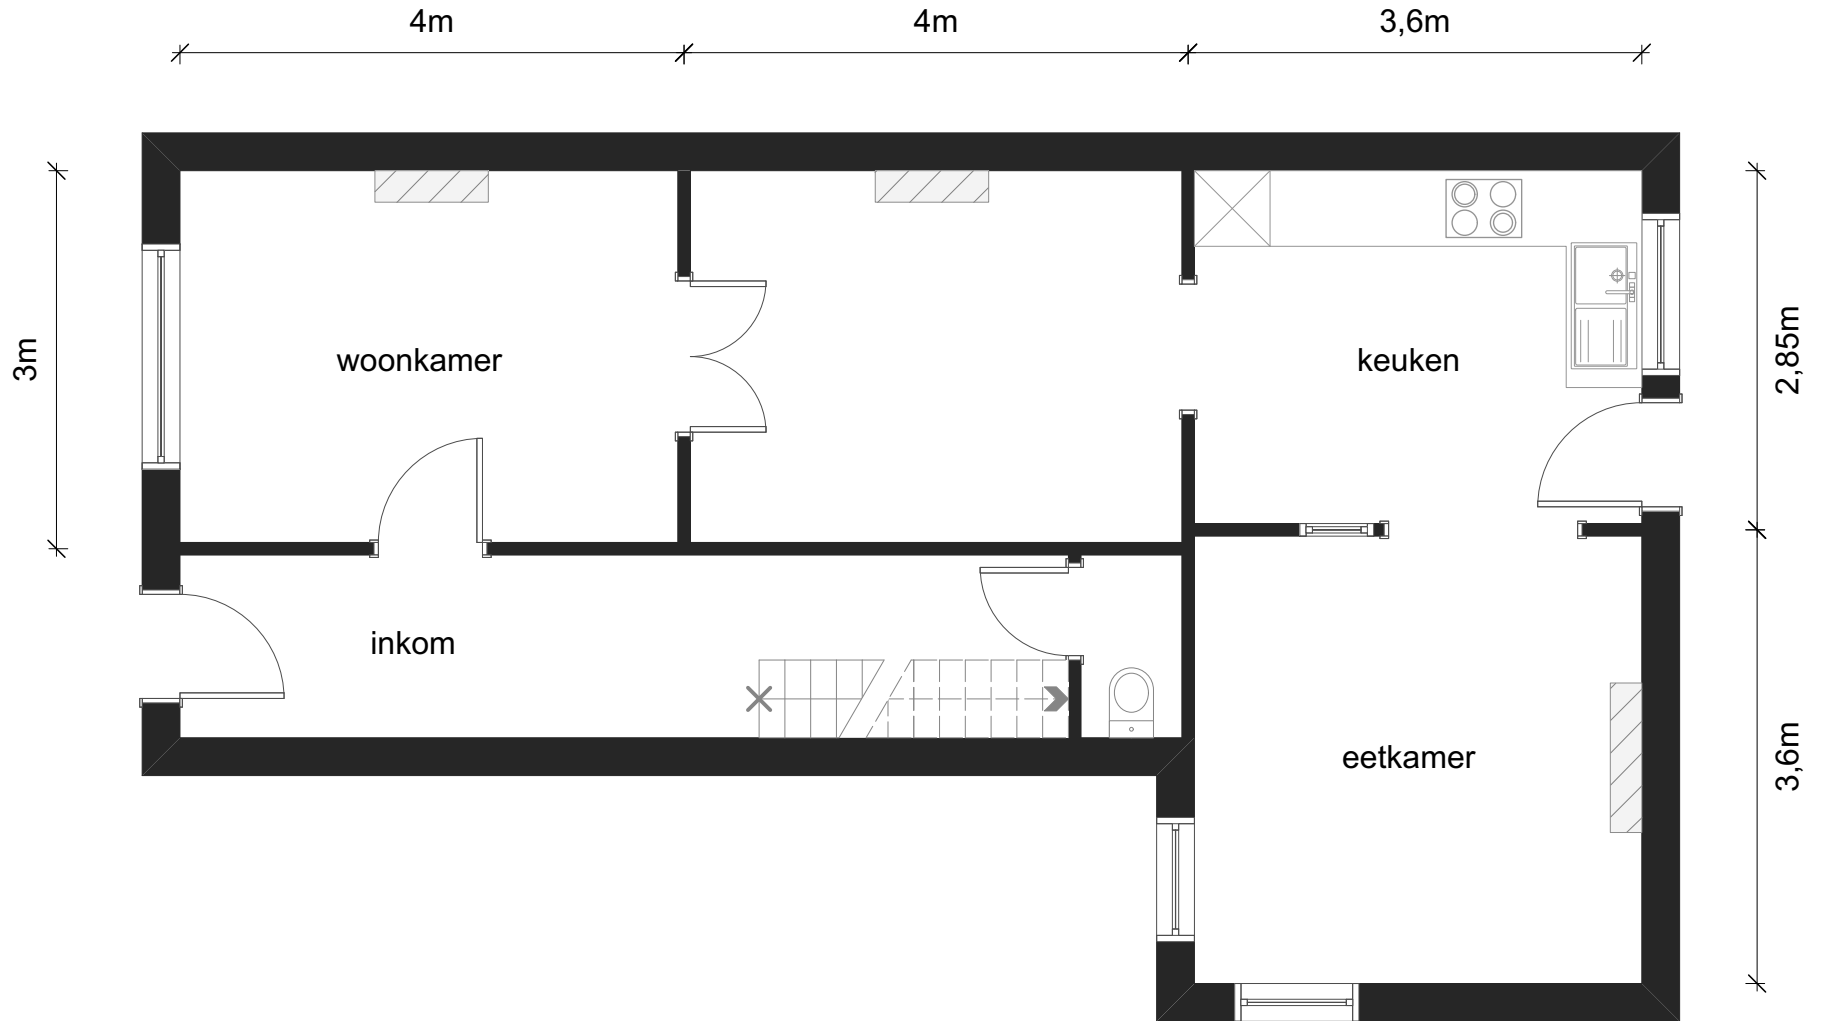 4m
4m
3,6m
3m
woonkamer
keuken
2,85m
inkom
eetkamer
3,6m